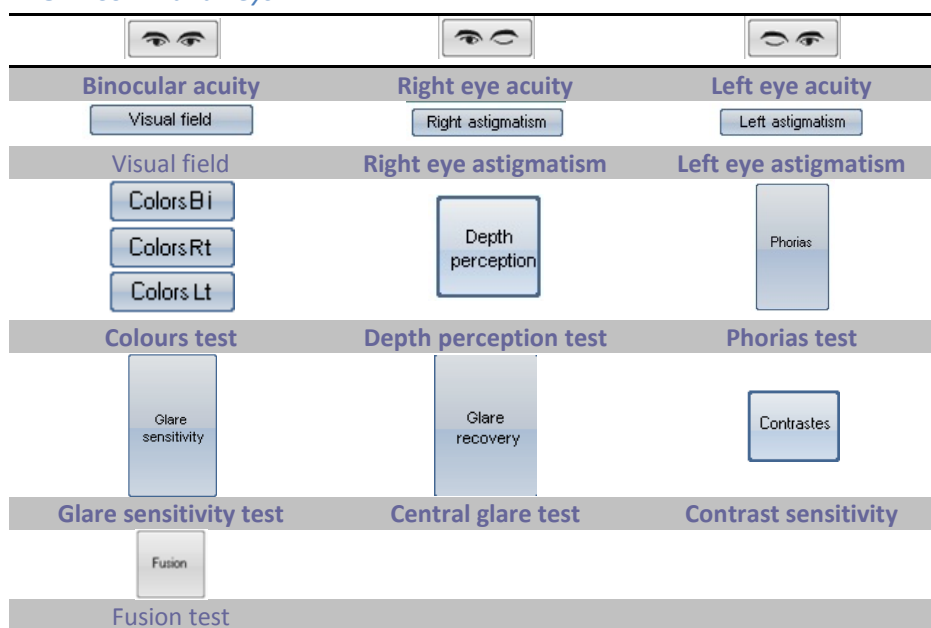 Binocular acuity Right eye acuity Left eye acuity
Visual field Right astigmatism Left astigmatism
Visual field Right eye astigmatism Left eye astigmatism
Colors Bi
Colors Rt
Colors Lt
Depth
perception
Phorias
Colours test Depth perception test Phorias test
Glare
sensitivity
Glare
recovery
Contrastes
Glare sensitivity test Central glare test Contrast sensitivity
Fusion
Fusion test